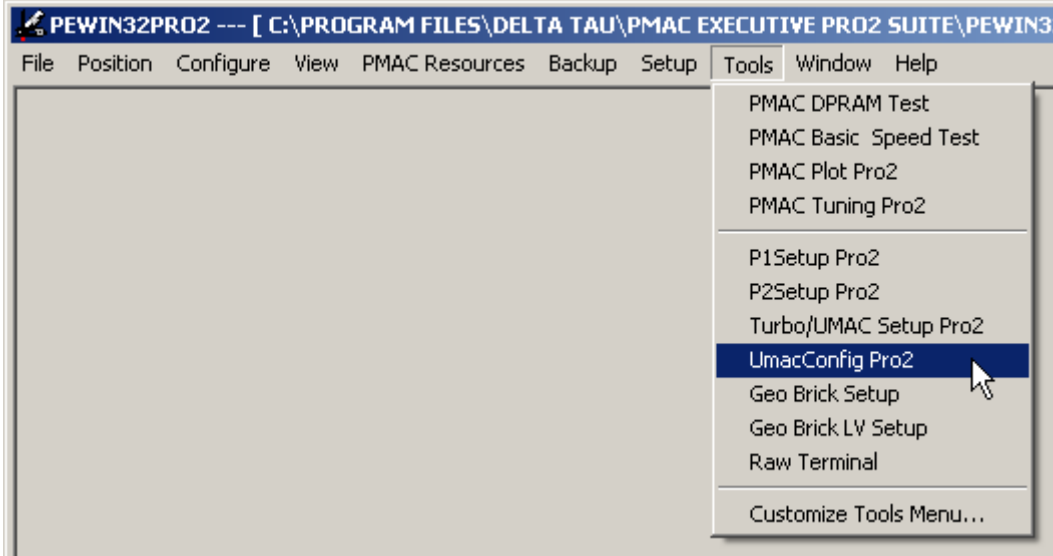 PEWIN32PRO2 --- [ C:\PROGRAM FILES\DELTA TAU\PMAC EXECUTIVE PRO2 SUITE\PEWIN3
File Position Configure View PMAC Resources Backup Setup Tools Window Help
PMAC DPRAM Test
PMAC Basic Speed Test
PMAC Plot Pro2
PMAC Tuning Pro2
P1Setup Pro2
P2Setup Pro2
Turbo/UMAC Setup Pro2
UmacConfig Pro2
Geo Brick Setup
Geo Brick LV Setup
Raw Terminal
Customize Tools Menu...